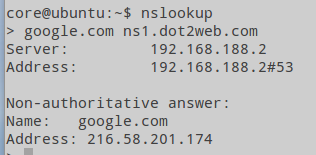 core@ubuntu:~$ nslookup
> google.com ns1.dot2web.com
Server:         192.168.188.2
Address:        192.168.188.2#53

Non-authoritative answer:
Name:   google.com
Address: 216.58.201.174
>